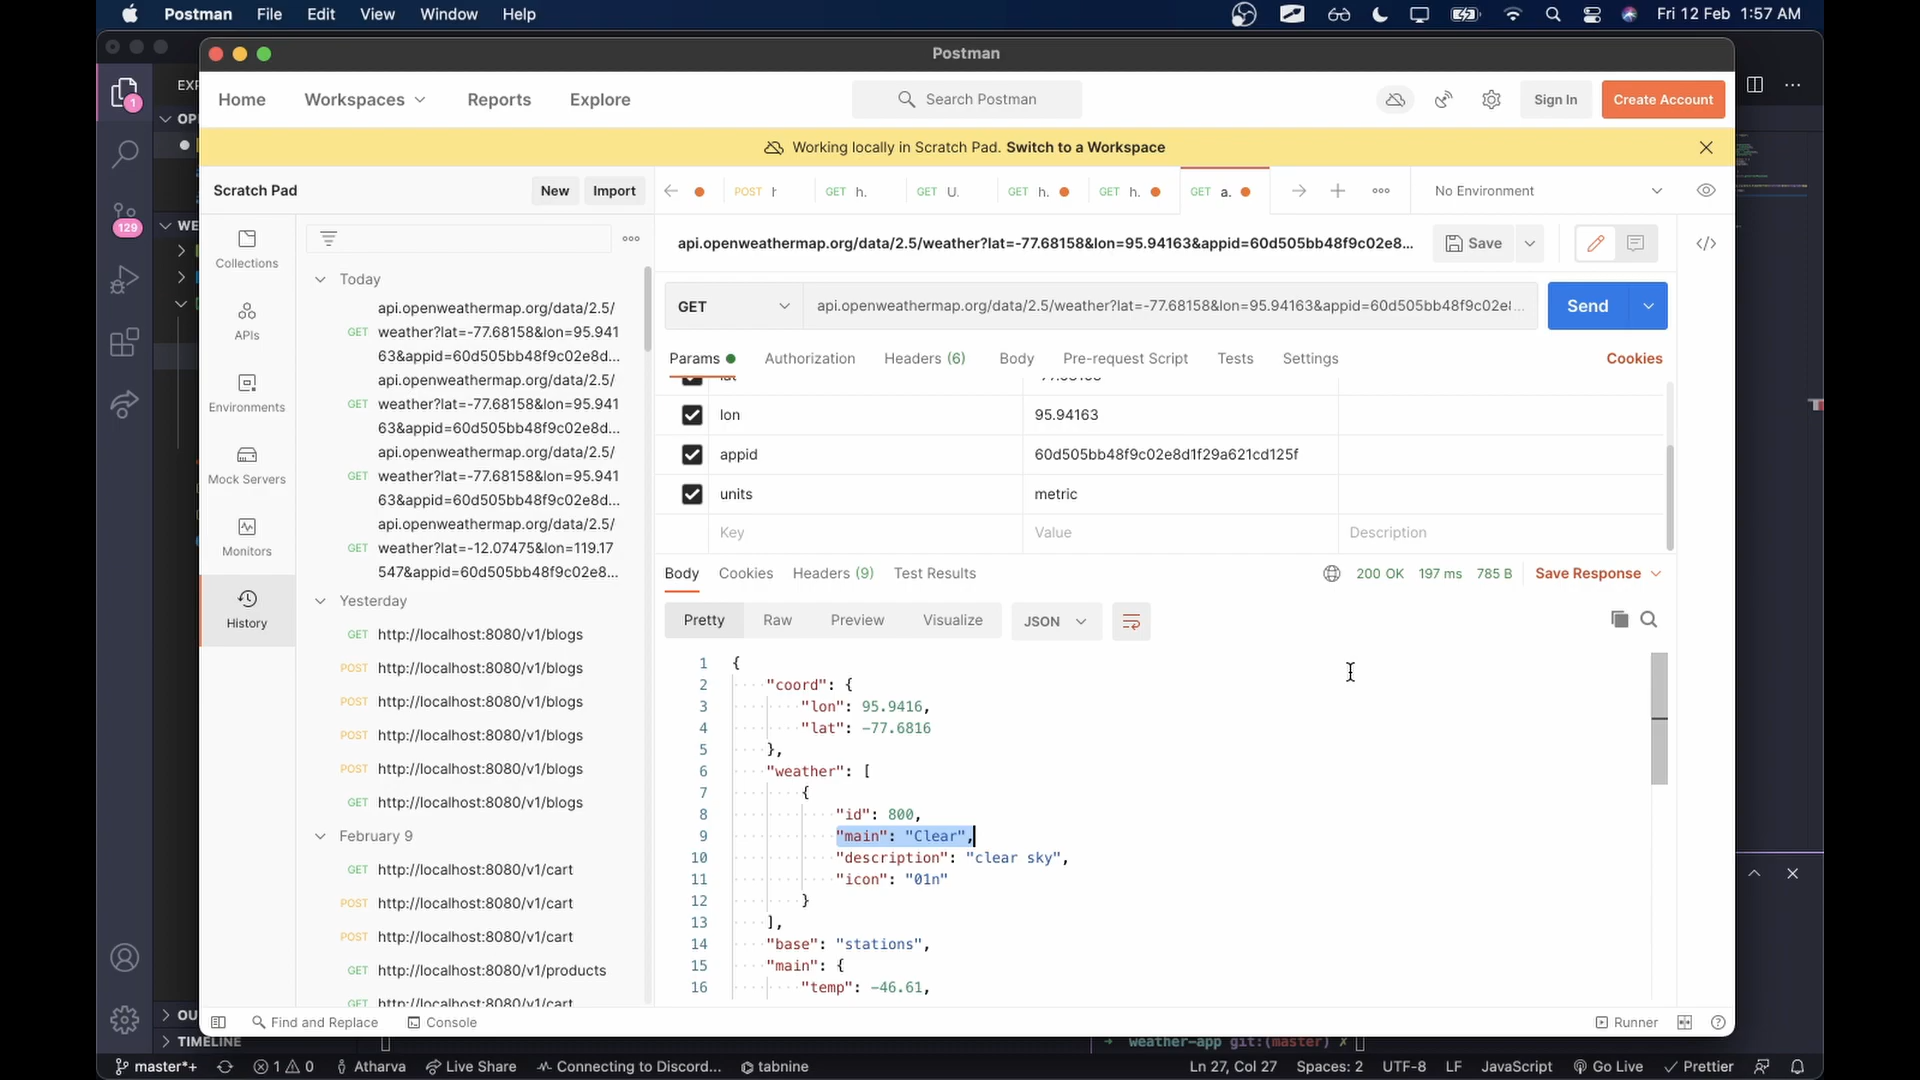 Postman File Edit View Window Help
Fri 12 Feb 1:57 AM
Postman
1
129
Home Workspaces Reports Explore
Search Postman
Sign In
Create Account
Working locally in Scratch Pad. Switch to a Workspace
Scratch Pad
New
Import
POST
GET h.
GET U.
GET h.
GET h.
GET a.
No Environment
Collections
APIs
Environments
Mock Servers
Monitors
History
Today
GET api.openweathermap.org/data/2.5/
weather?lat=-77.68158&lon=95.941
63&appid=60d505bb48f9c02e8d...
GET api.openweathermap.org/data/2.5/
weather?lat=-77.68158&lon=95.941
63&appid=60d505bb48f9c02e8d...
GET api.openweathermap.org/data/2.5/
weather?lat=-77.68158&lon=95.941
63&appid=60d505bb48f9c02e8d...
GET api.openweathermap.org/data/2.5/
weather?lat=-12.07475&lon=119.17
547&appid=60d505bb48f9c02e8...
Yesterday
GET http://localhost:8080/v1/blogs
POST http://localhost:8080/v1/blogs
POST http://localhost:8080/v1/blogs
POST http://localhost:8080/v1/blogs
POST http://localhost:8080/v1/blogs
GET http://localhost:8080/v1/blogs
February 9
GET http://localhost:8080/v1/cart
POST http://localhost:8080/v1/cart
POST http://localhost:8080/v1/cart
GET http://localhost:8080/v1/products
GET http://localhost:8080/v1/cart
api.openweathermap.org/data/2.5/weather?lat=-77.68158&lon=95.94163&appid=60d505bb48f9c02e8...
Save
GET
api.openweathermap.org/data/2.5/weather?lat=-77.68158&lon=95.94163&appid=60d505bb48f9c02e8...
Send
Params Authorization Headers (6) Body Pre-request Script Tests Settings
Cookies
lat -77.68158
lon 95.94163
appid 60d505bb48f9c02e8d1f29a621cd125f
units metric
Key Value Description
Body Cookies Headers (9) Test Results
200 OK 197 ms 785 B
Save Response
Pretty Raw Preview Visualize JSON
1 {
2 "coord": {
3 "lon": 95.9416,
4 "lat": -77.6816
5 },
6 "weather": [
7 {
8 "id": 800,
9 "main": "Clear",
10 "description": "clear sky",
11 "icon": "01n"
12 }
13 ],
14 "base": "stations",
15 "main": {
16 "temp": -46.61,
Find and Replace Console
Runner
TIMELINE
weather-app git:(master) ✗
master*+ 1 0 Atharva Live Share Connecting to Discord... tabnine
Ln 27, Col 27 Spaces: 2 UTF-8 LF JavaScript Go Live Prettier